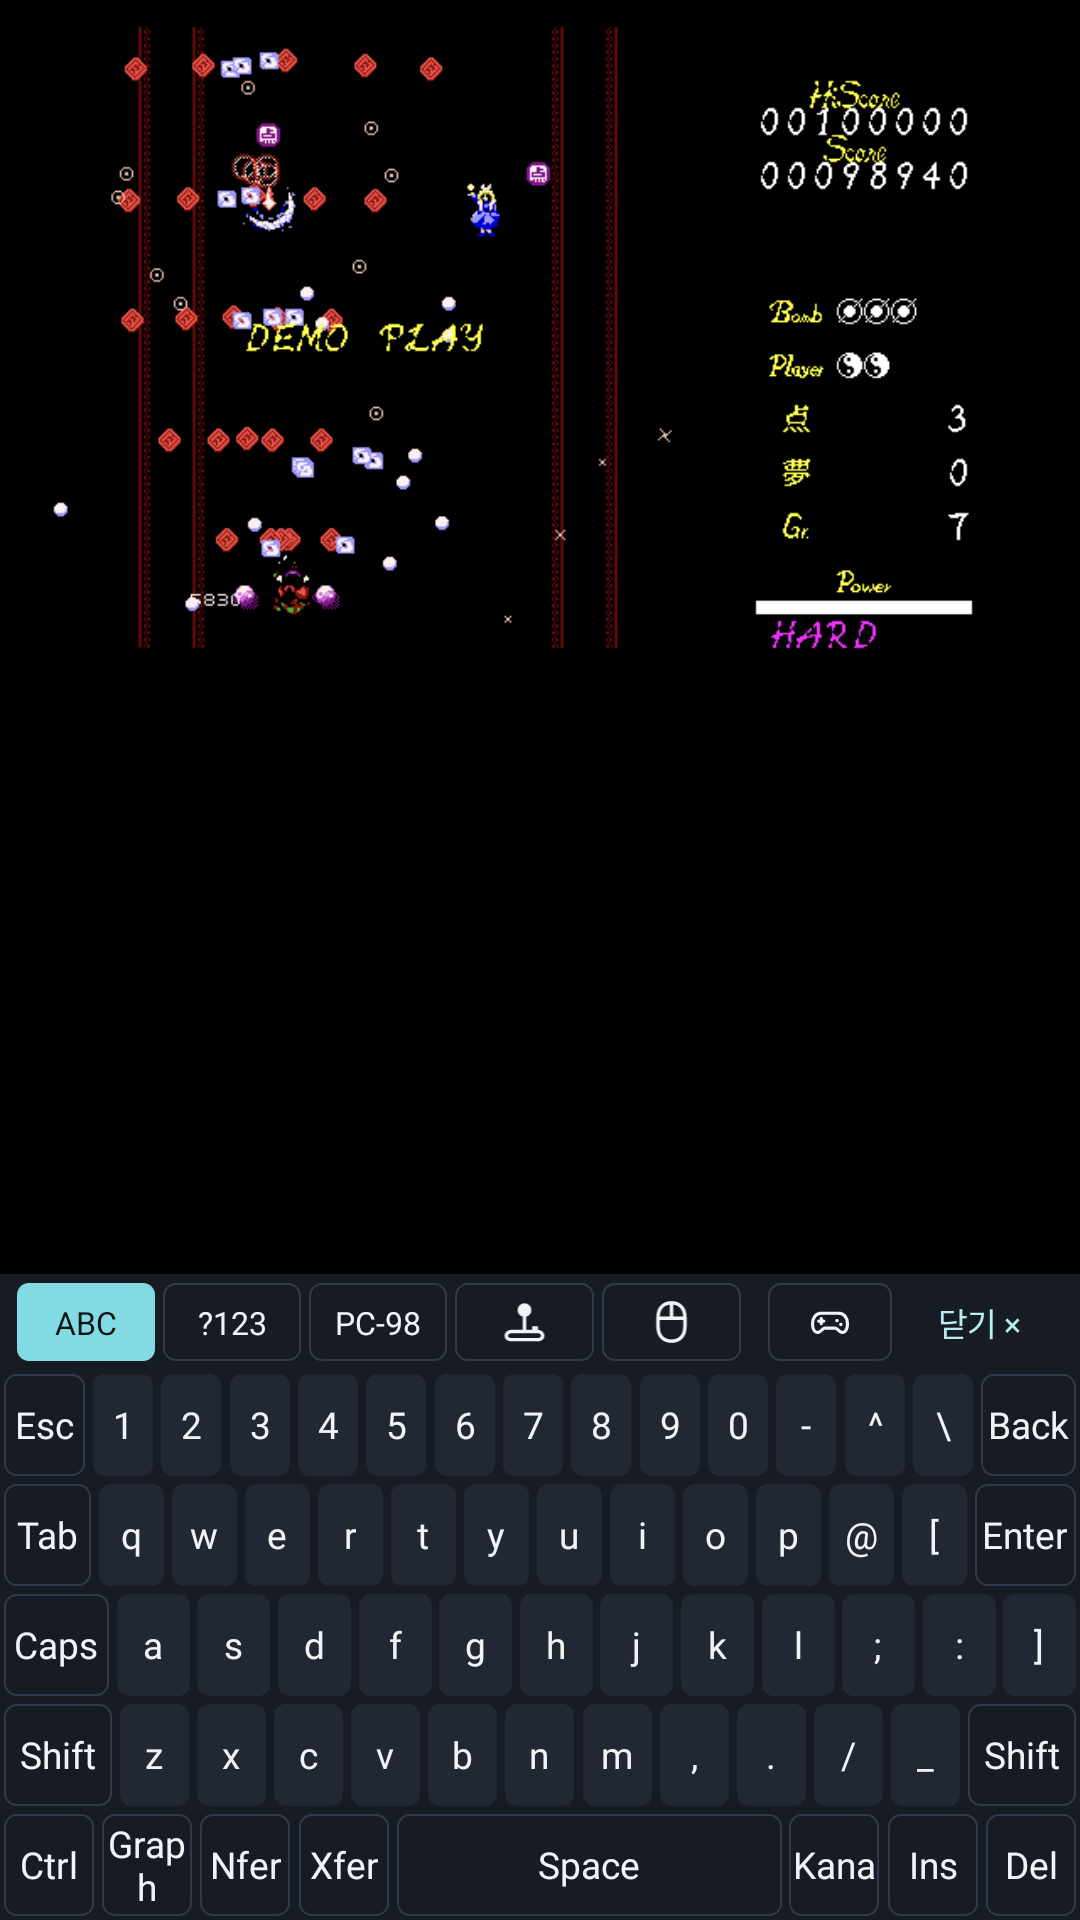 HiScore
00100000
Score
00098940
DEMO PLAY
Bomb
Player
点 3
夢 0
Gr. 7
5830
Power
HARD
ABC ?123 PC-98 닫기 ×
Esc 1 2 3 4 5 6 7 8 9 0 - ^ \ Back
Tab q w e r t y u i o p @ [ Enter
Caps a s d f g h j k l ; : ]
Shift z x c v b n m , . / _ Shift
Ctrl Graph Nfer Xfer Space Kana Ins Del